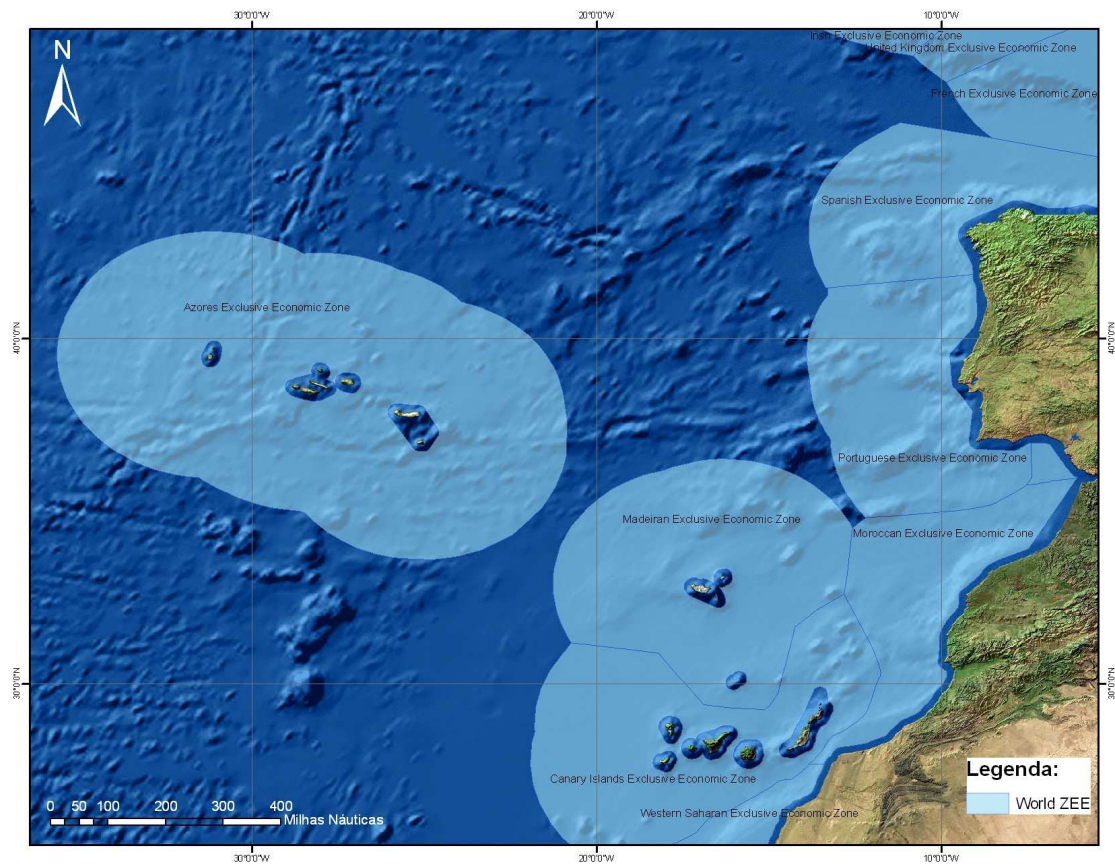 30°0'0"W 20°0'0"W 10°0'0"W
N
Irish Exclusive Economic Zone
United Kingdom Exclusive Economic Zone
French Exclusive Economic Zone
Spanish Exclusive Economic Zone
Azores Exclusive Economic Zone
40°0'0"N 40°0'0"N
Portuguese Exclusive Economic Zone
Madeiran Exclusive Economic Zone
Moroccan Exclusive Economic Zone
30°0'0"N 30°0'0"N
Canary Islands Exclusive Economic Zone
Western Saharan Exclusive Economic Zone
Legenda:
World ZEE
0 50 100 200 300 400
Milhas Náuticas
30°0'0"W 20°0'0"W 10°0'0"W